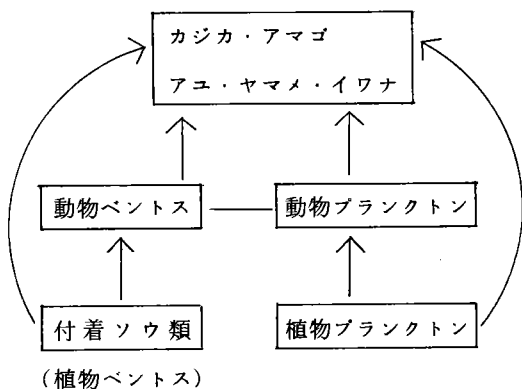 カジカ・アマゴ
アユ・ヤマメ・イワナ
動物ベントス
動物プランクトン
付着ソウ類
植物プランクトン
(植物ベントス)